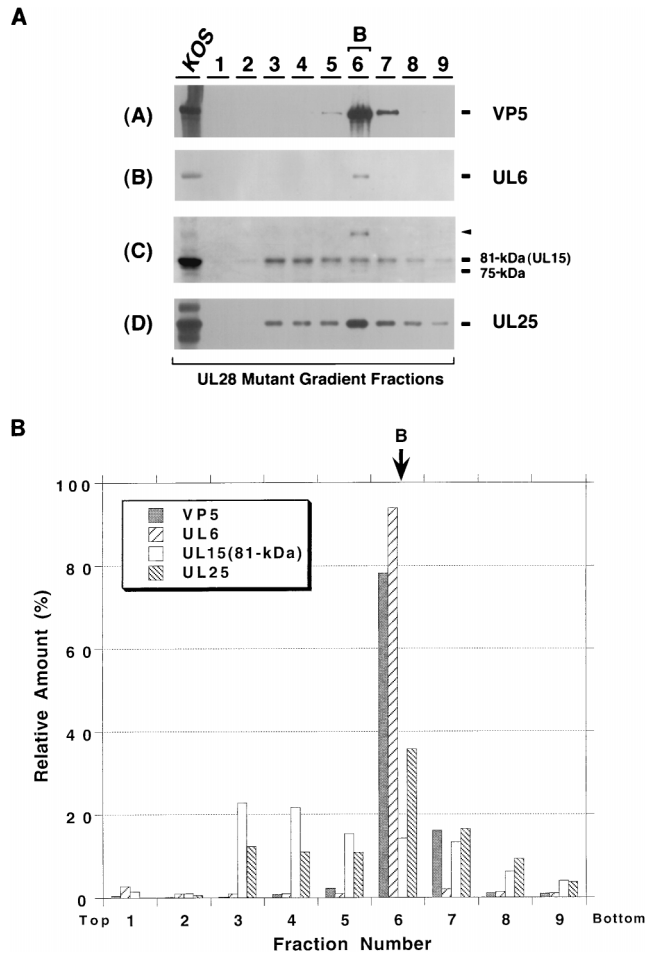 A
B
KOS 1 2 3 4 5 6 7 8 9
(A) VP5
(B) UL6
(C) 81-kDa (UL15)
75-kDa
(D) UL25
UL28 Mutant Gradient Fractions
B
B
100
VP5
UL6
UL15(81-kDa)
UL25
80
60
40
20
0
Relative Amount (%)
Top 1 2 3 4 5 6 7 8 9 Bottom
Fraction Number